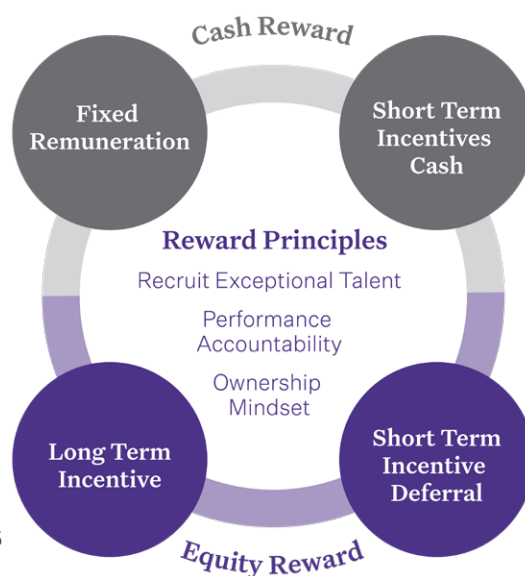 Cash Reward
Fixed
Remuneration
Short Term
Incentives
Cash
Reward Principles
Recruit Exceptional Talent
Performance
Accountability
Ownership
Mindset
Long Term
Incentive
Short Term
Incentive
Deferral
Equity Reward